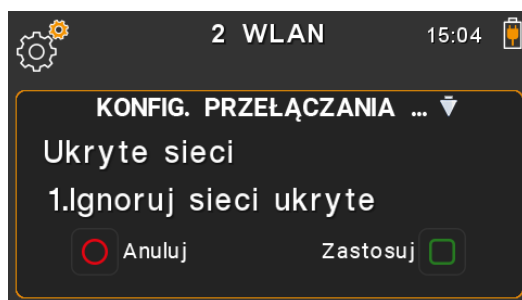 2 WLAN 15:04
KONFIG. PRZEŁĄCZANIA ...
Ukryte sieci
1.Ignoruj sieci ukryte
Anuluj Zastosuj